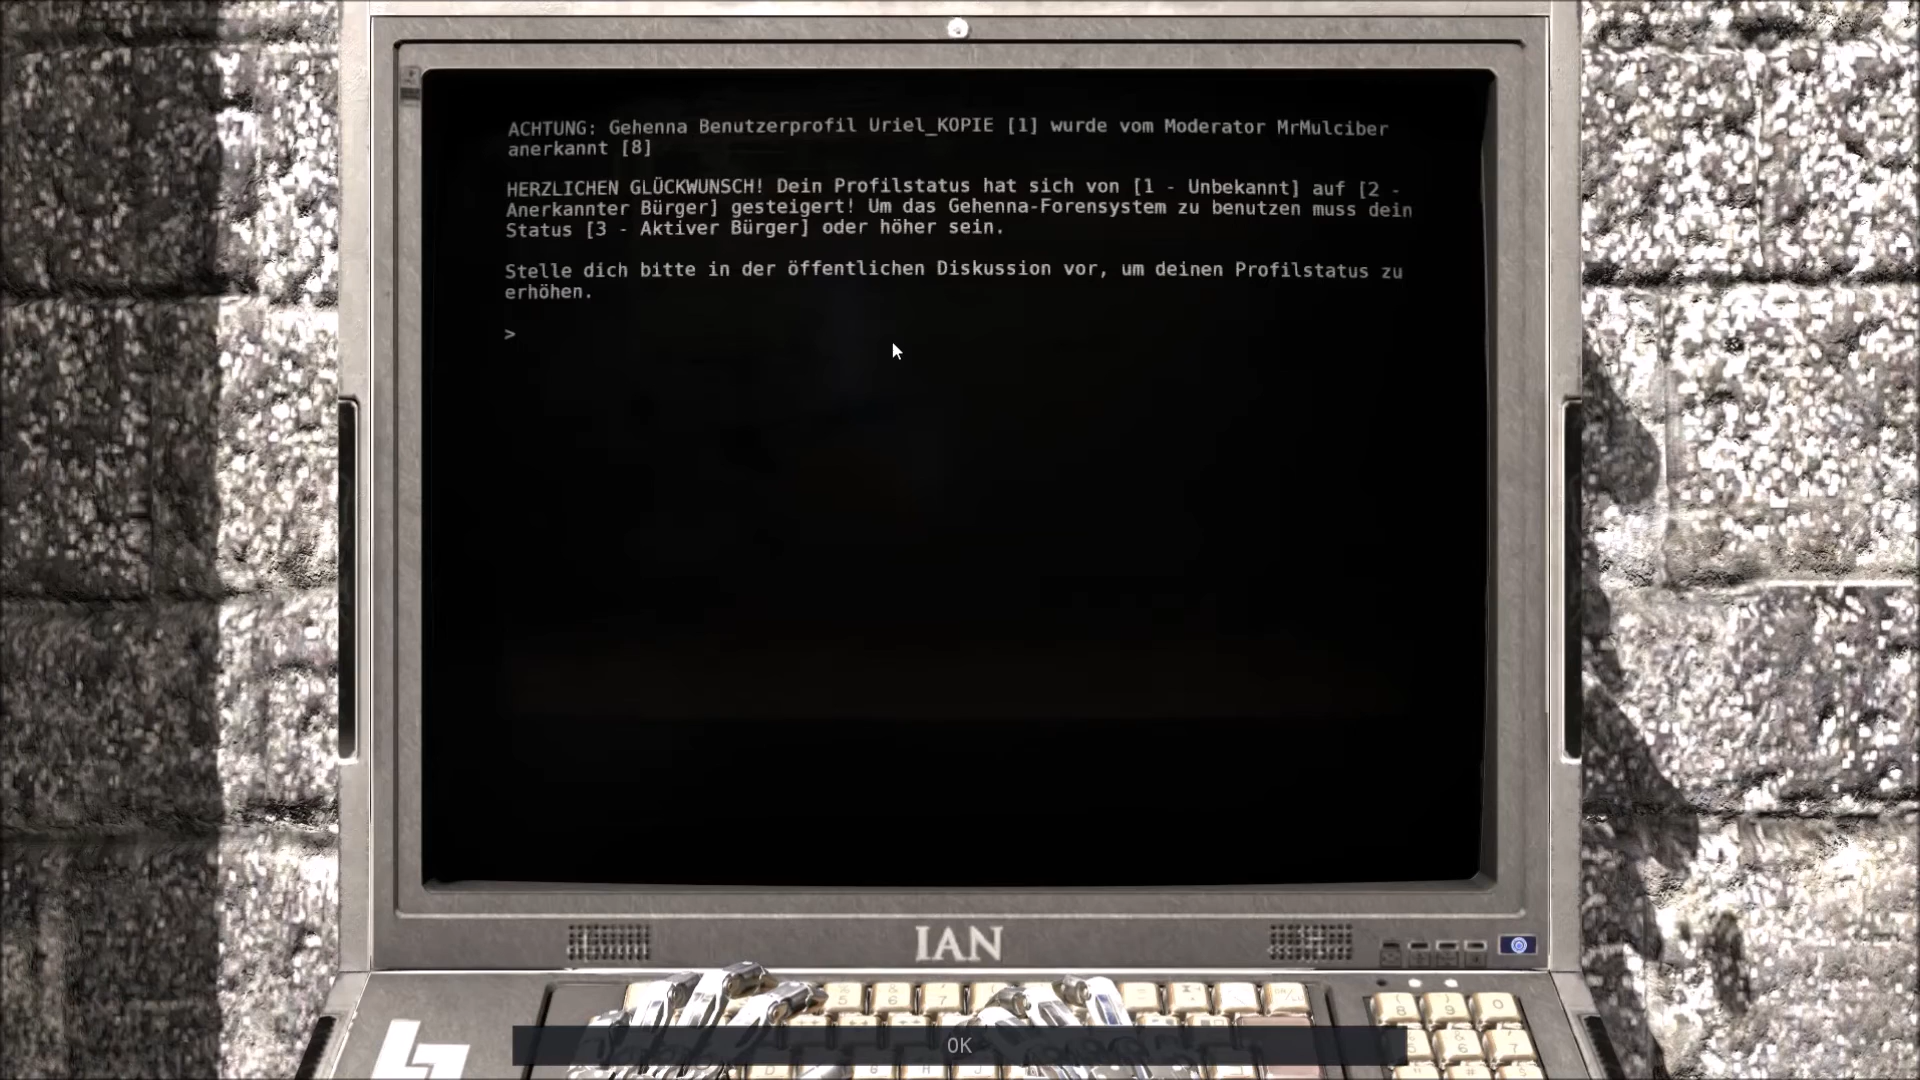 ACHTUNG: Gehenna Benutzerprofil Uriel_KOPIE [1] wurde vom Moderator MrMulciber
anerkannt [8]
HERZLICHEN GLÜCKWUNSCH! Dein Profilstatus hat sich von [1 - Unbekannt] auf [2 -
Anerkannter Bürger] gesteigert! Um das Gehenna-Forensystem zu benutzen muss dein
Status [3 - Aktiver Bürger] oder höher sein.
Stelle dich bitte in der öffentlichen Diskussion vor, um deinen Profilstatus zu
erhöhen.
>
IAN
OK